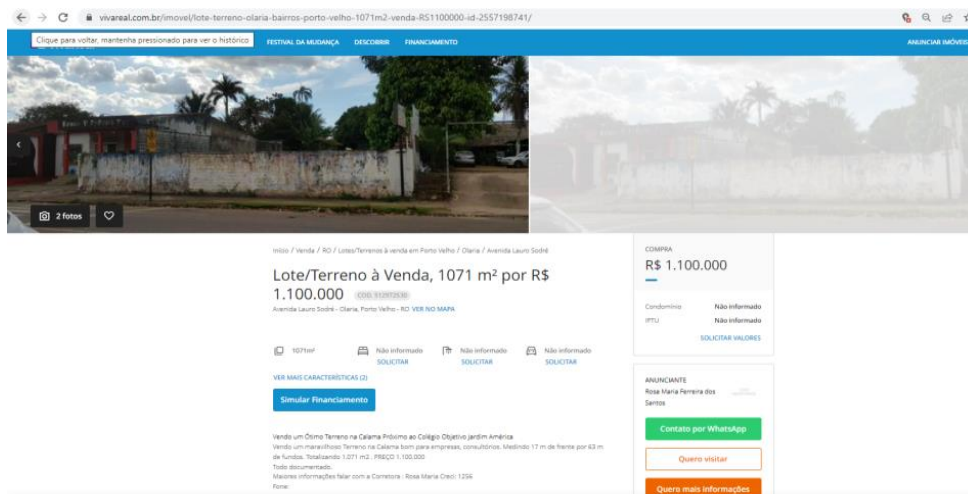 vivareal.com.br/imovel/lote-terreno-olaria-bairros-porto-velho-1071m2-venda-RS1100000-id-2557198741/
Clique para voltar, mantenha pressionado para ver o histórico
FESTIVAL DA MUDANÇA DESCOBRIR FINANCIAMENTO ANUNCIAR IMÓVEIS
2 fotos
Início / Venda / RO / Lotes/Terrenos à venda em Porto Velho / Olaria / Avenida Lauro Sodré
Lote/Terreno à Venda, 1071 m² por R$
1.100.000
Avenida Lauro Sodré - Olaria, Porto Velho - RO VER NO MAPA
1071m² Não informado Não informado Não informado
SOLICITAR SOLICITAR SOLICITAR
VER MAIS CARACTERÍSTICAS (2)
Simular Financiamento
Vendo um Ótimo Terreno na Calama Próximo ao Colégio Objetivo jardim América
Vendo um maravilhoso Terreno na Calama bom para empresas, consultórios. Medindo 17 m de frente por 63 m
de fundos. Totalizando 1.071 m2 . PREÇO 1.100.000
Todo documentado.
Maiores informações falar com a Corretora : Rosa Maria Creci: 1256
Fone:
COMPRA
R$ 1.100.000
Condomínio Não informado
IPTU Não informado
SOLICITAR VALORES
ANUNCIANTE
Rosa Maria Ferreira dos
Santos
Contato por WhatsApp
Quero visitar
Quero mais informações